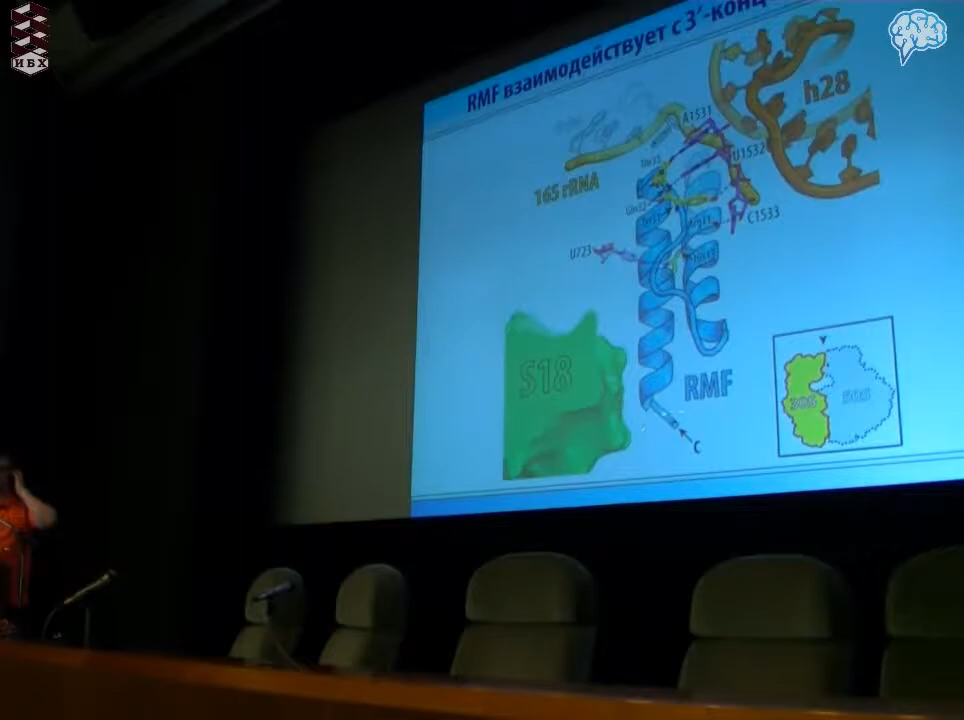 ИБХ
RMF взаимодействует с 3′-конц
h28
A1531
U1532
16S rRNA
C1533
U723
S18
RMF
30S
50S
C